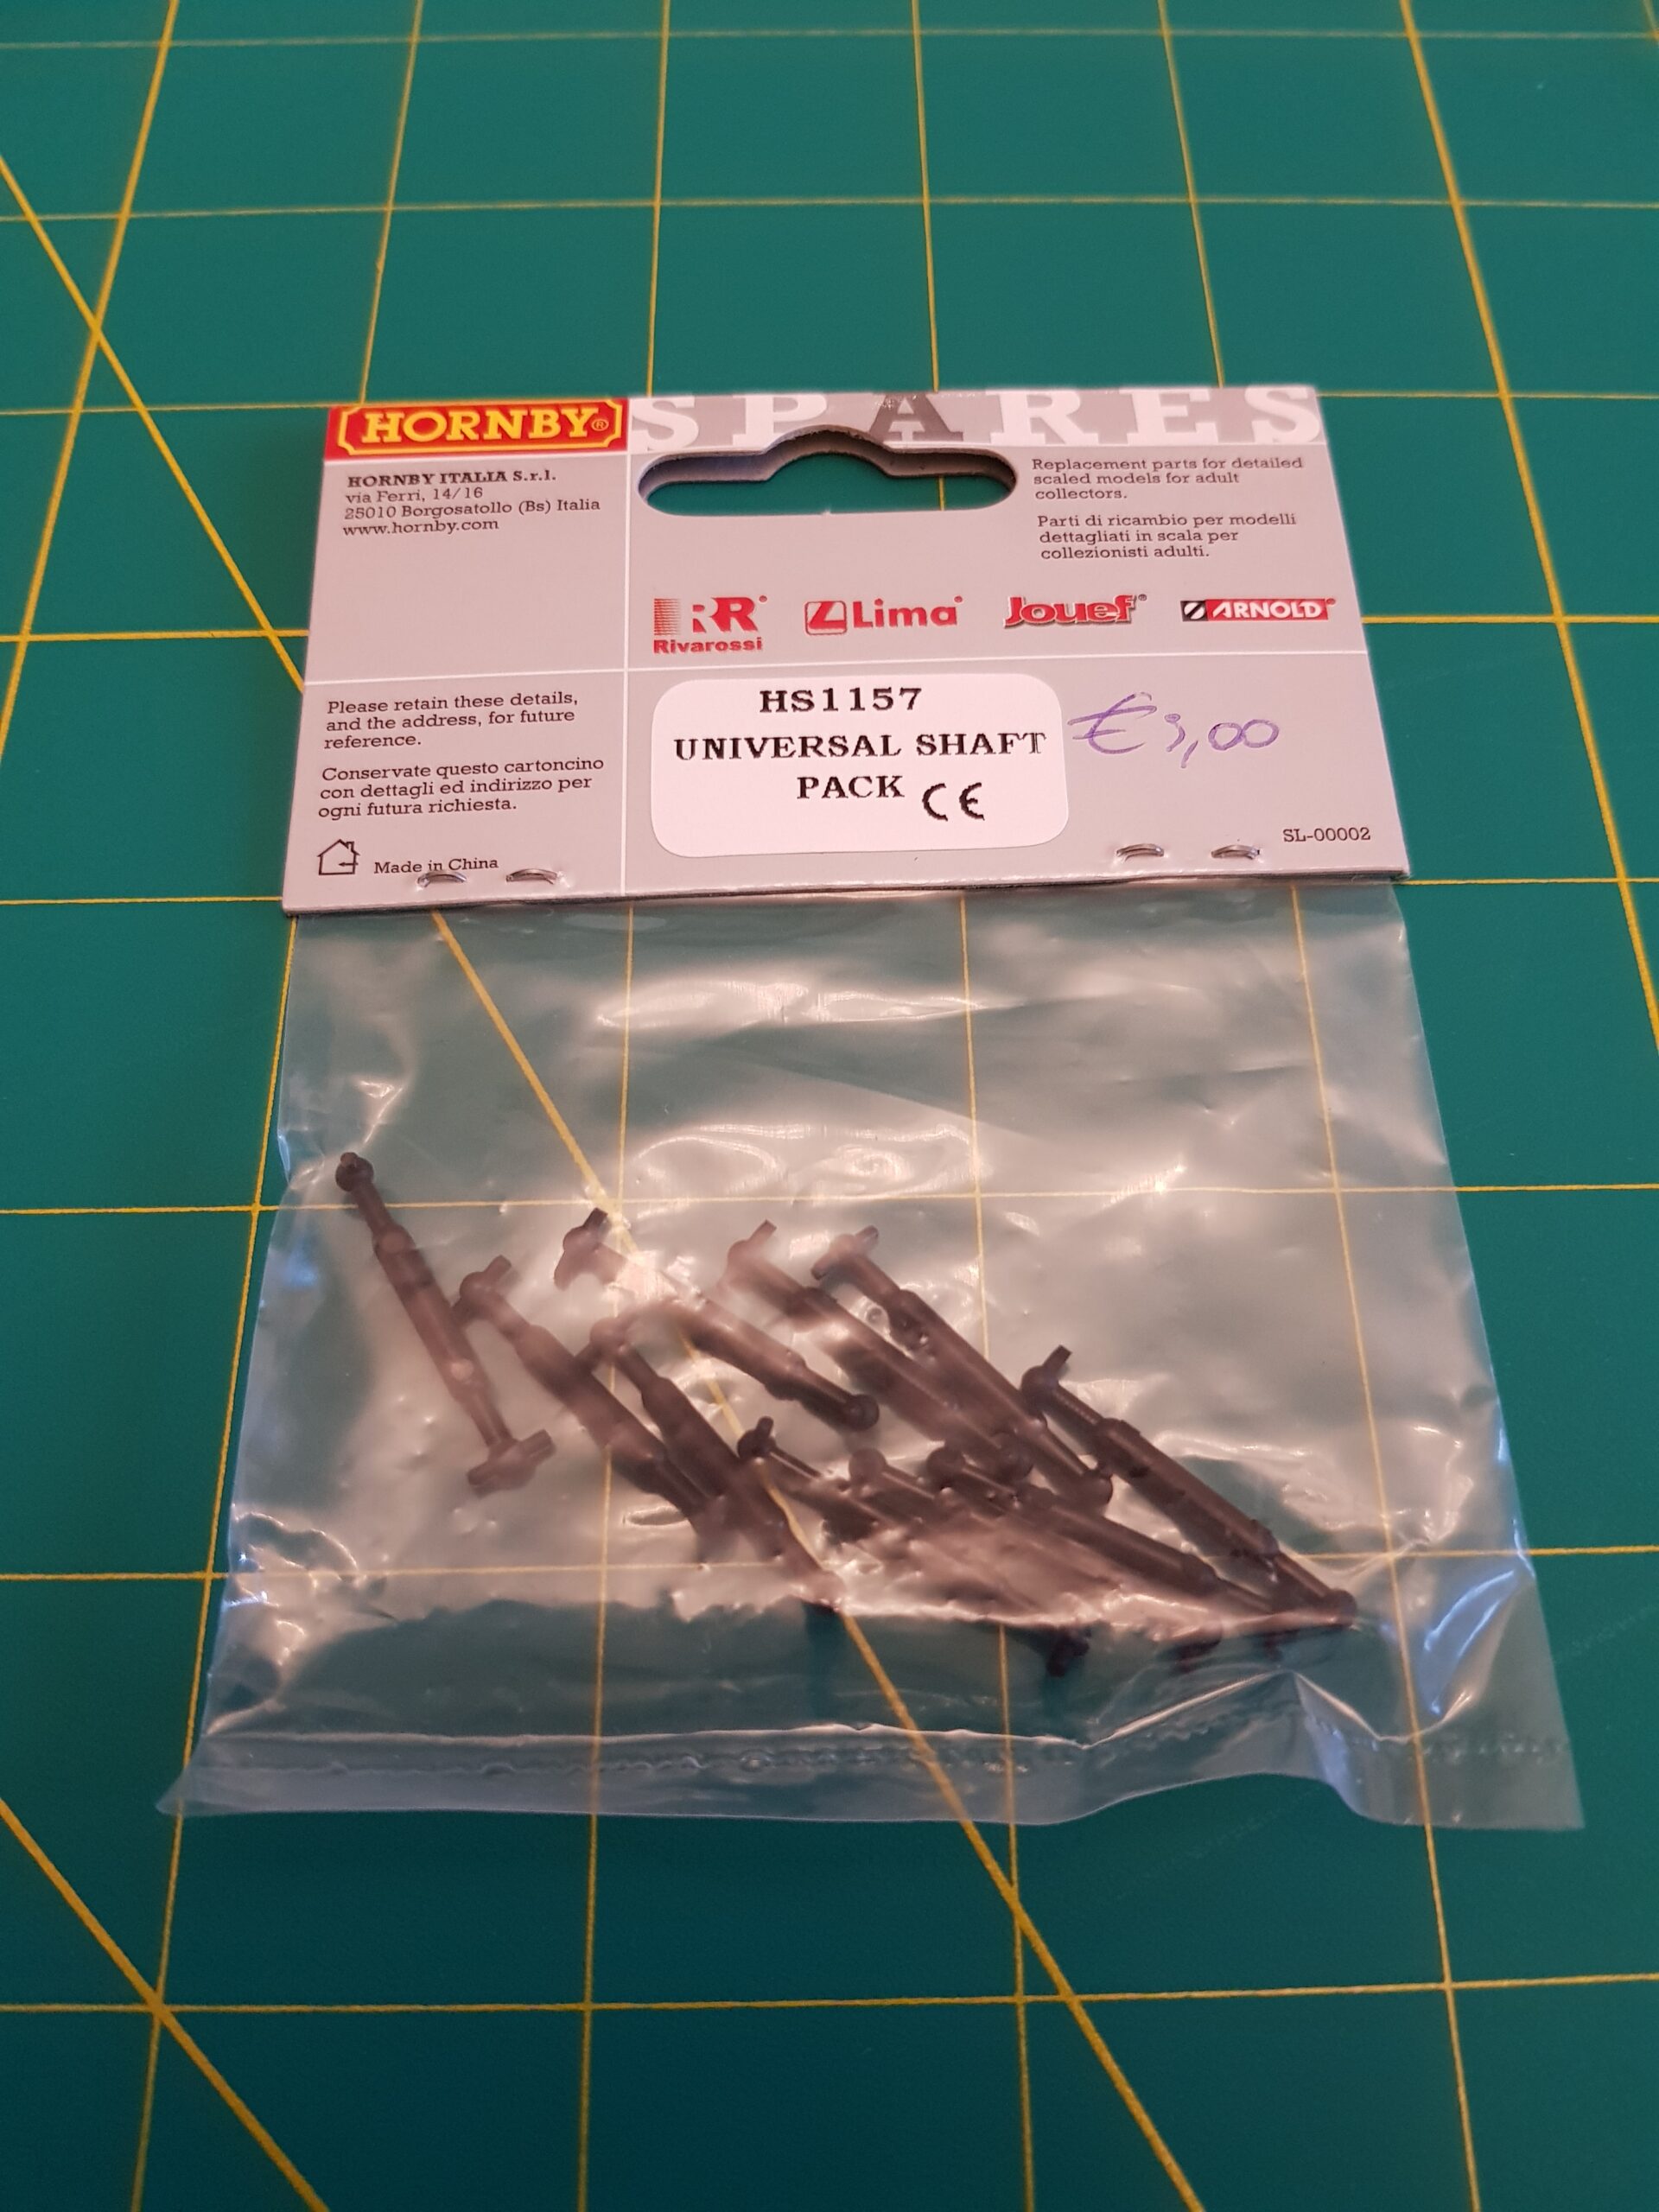 HORNBY®
SPARES
HORNBY ITALIA S.r.l.
via Ferri, 14/16
25010 Borgosatollo (Bs) Italia
www.hornby.com
Replacement parts for detailed
scaled models for adult
collectors.
Parti di ricambio per modelli
dettagliati in scala per
collezionisti adulti.
RR
Rivarossi
Lima
Jouef®
ARNOLD
Please retain these details,
and the address, for future
reference.
Conservate questo cartoncino
con dettagli ed indirizzo per
ogni futura richiesta.
Made in China
HS1157
UNIVERSAL SHAFT
PACK CE
€3,00
SL-00002